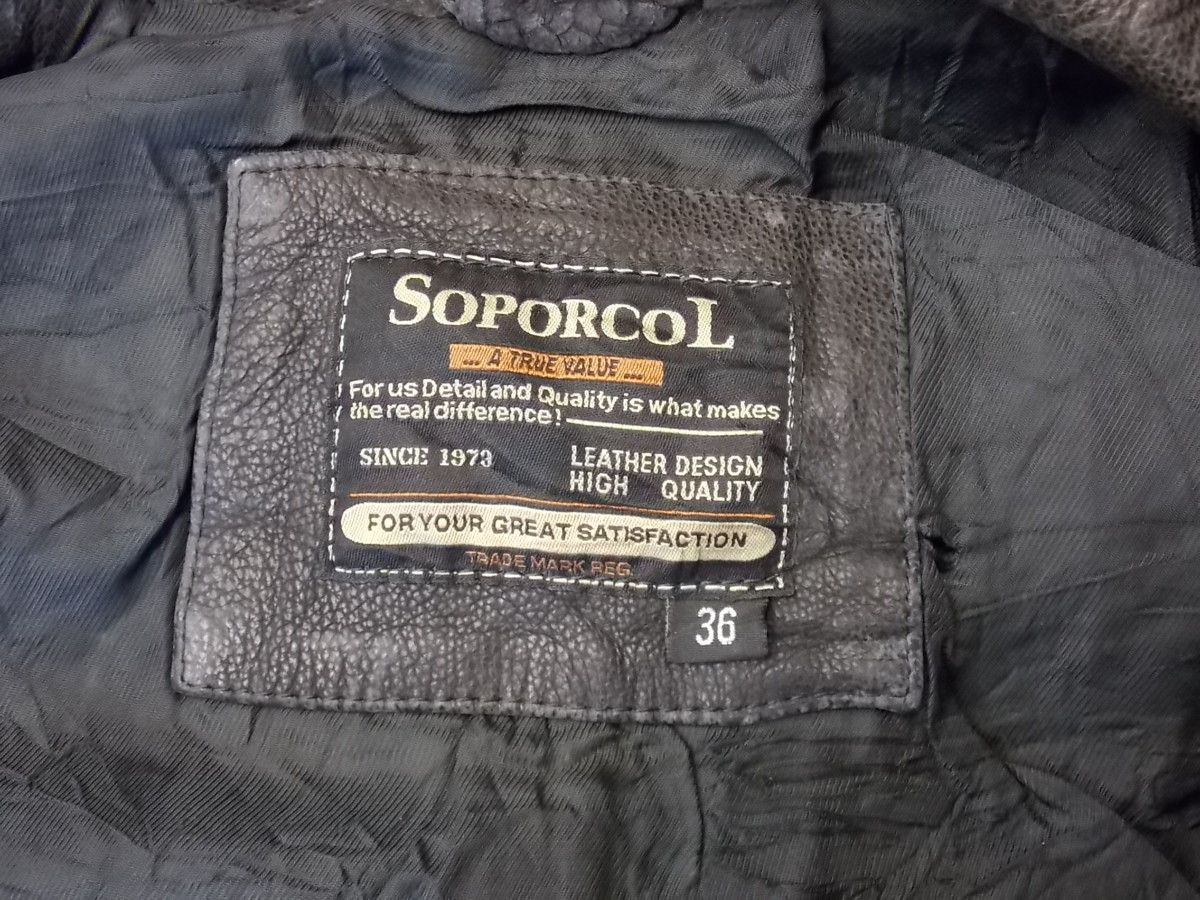 SOPORCOL
... A TRUE VALUE ...
For us Detail and Quality is what makes
the real difference!
SINCE 1973
LEATHER DESIGN
HIGH QUALITY
FOR YOUR GREAT SATISFACTION
TRADE MARK REG.
36